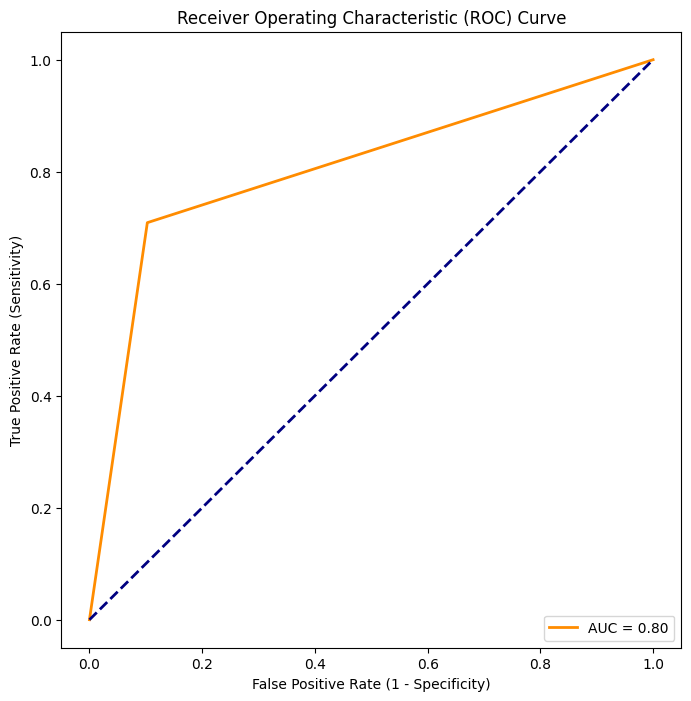 Receiver Operating Characteristic (ROC) Curve
1.0
0.8
0.6
0.4
0.2
0.0
True Positive Rate (Sensitivity)
AUC = 0.80
0.0 0.2 0.4 0.6 0.8 1.0
False Positive Rate (1 - Specificity)